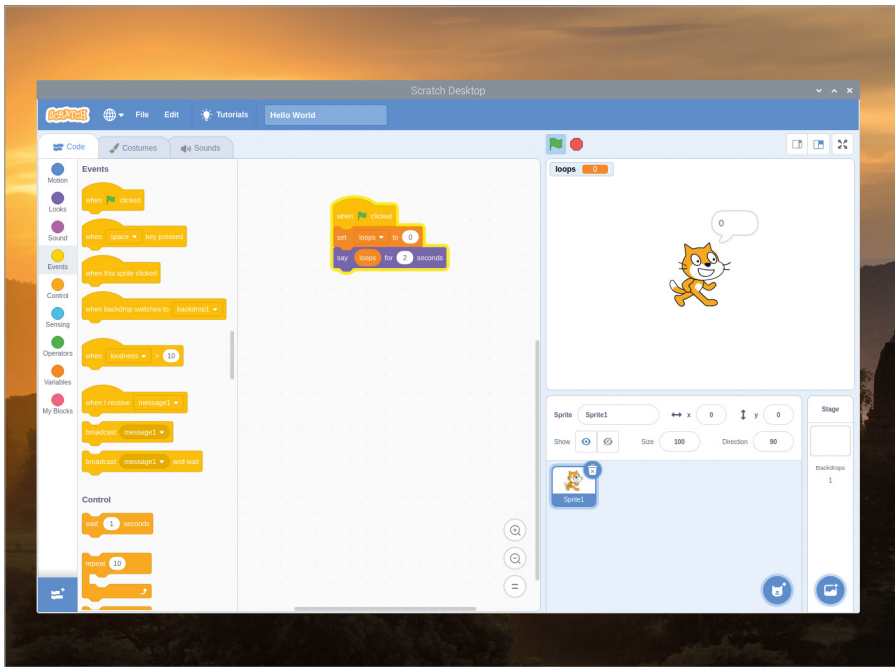 Scratch Desktop
SCRATCH File Edit Tutorials Hello World
Code Costumes Sounds
Motion
Looks
Sound
Events
Control
Sensing
Operators
Variables
My Blocks
Events
when clicked
when space key pressed
when this sprite clicked
when backdrop switches to backdrop1
when loudness > 10
when I receive message1
broadcast message1
broadcast message1 and wait
Control
wait 1 seconds
repeat 10
when clicked
set loops to 0
say loops for 2 seconds
loops 0
0
Sprite Sprite1 x 0 y 0
Show Size 100 Direction 90
Sprite1
Stage
Backdrops
1